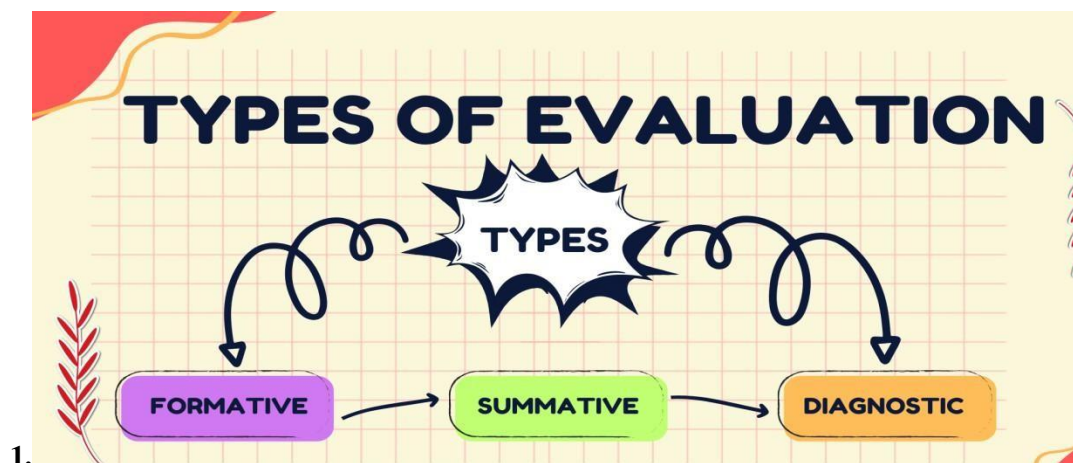 TYPES OF EVALUATION
TYPES
FORMATIVE
SUMMATIVE
DIAGNOSTIC
1.